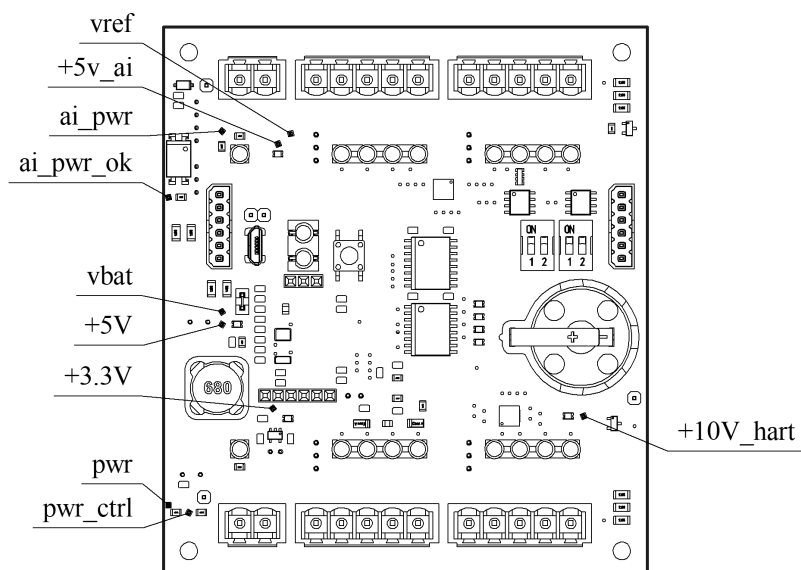 vref
+5v_ai
ai_pwr
ai_pwr_ok
ON
1 2
ON
1 2
vbat
+5V
+
+3.3V
680
+10V_hart
pwr
pwr_ctrl